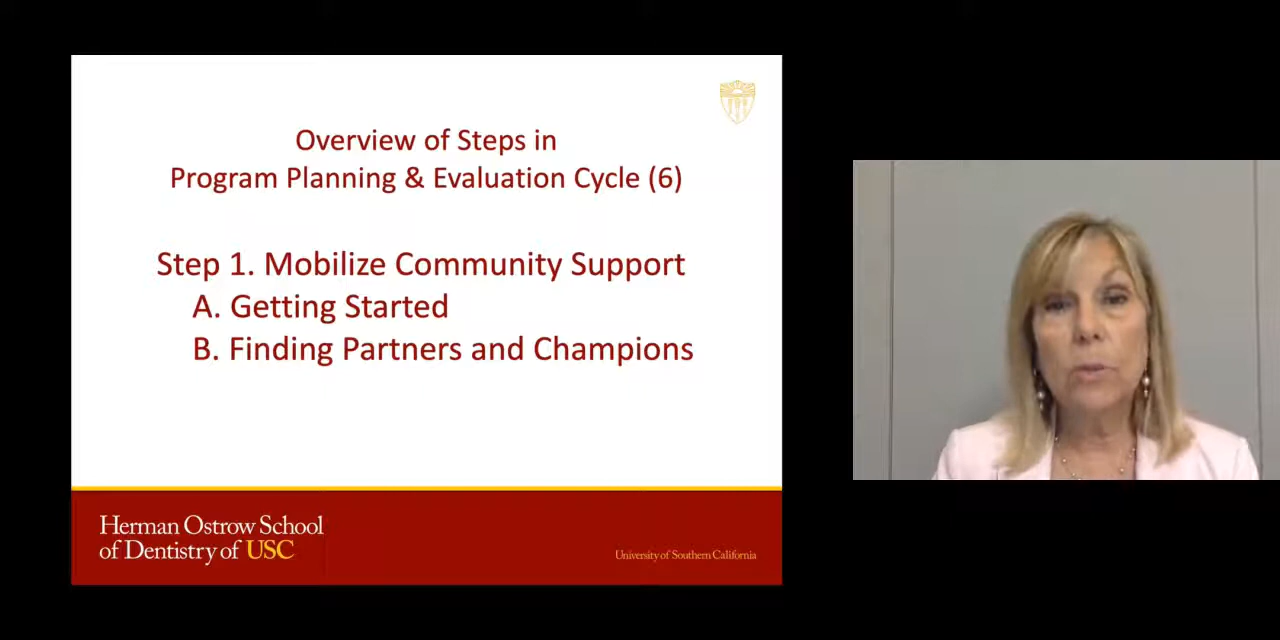 Overview of Steps in
Program Planning & Evaluation Cycle (6)
Step 1. Mobilize Community Support
A. Getting Started
B. Finding Partners and Champions
Herman Ostrow School
of Dentistry of USC
University of Southern California